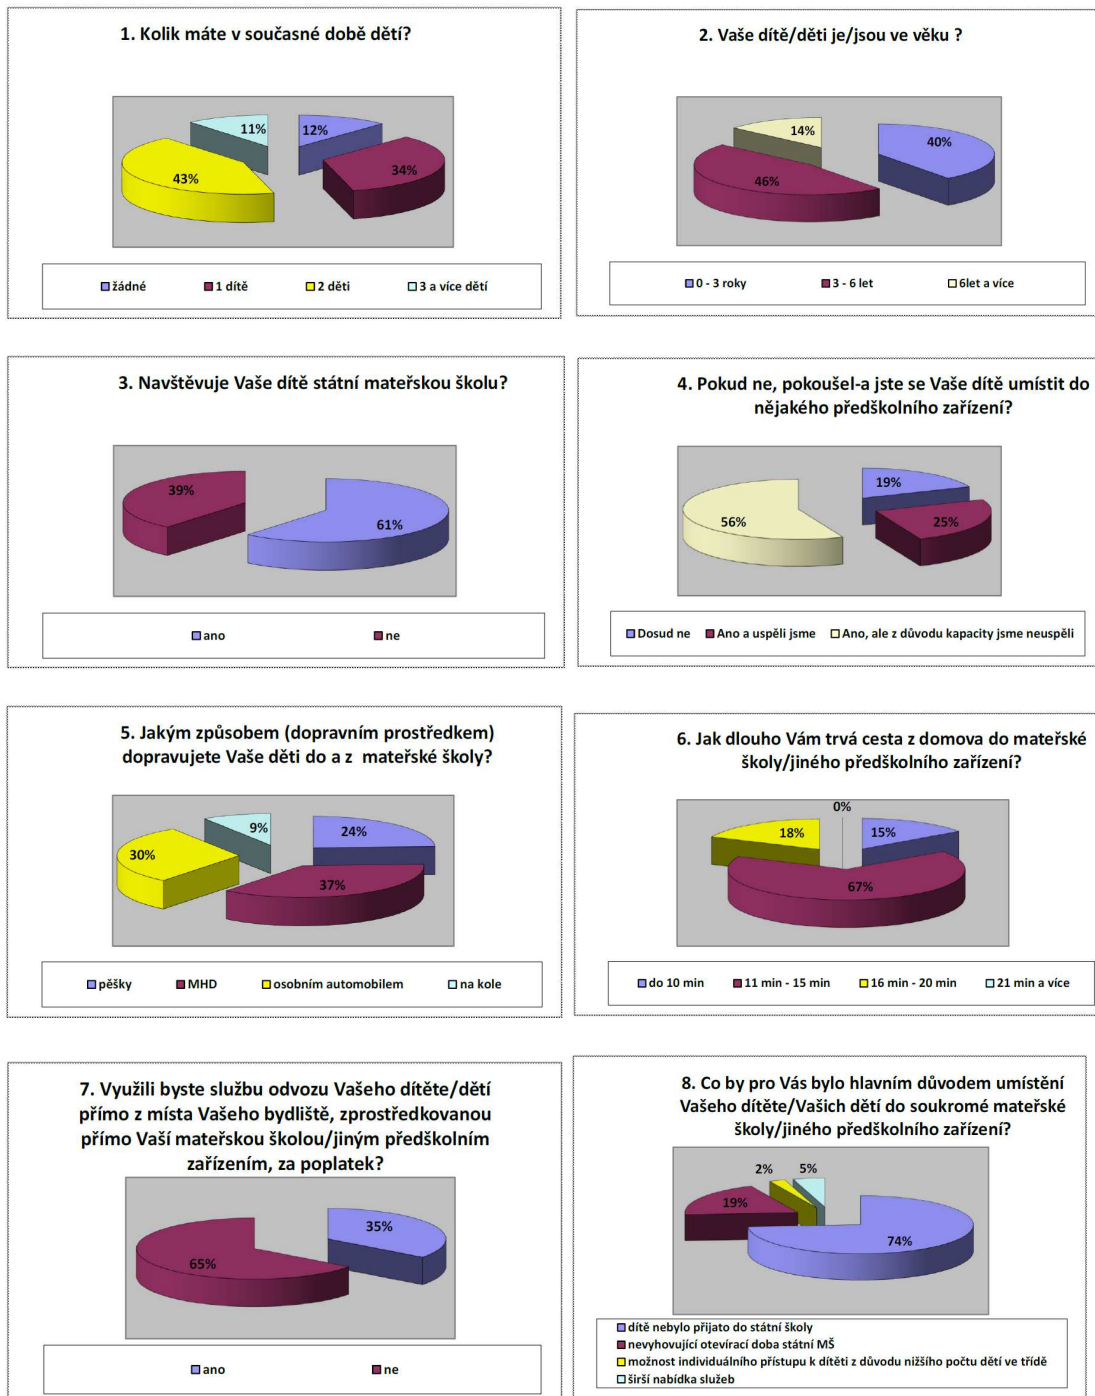 1. Kolik máte v současné době dětí?
11%
12%
34%
43%
žádné
1 dítě
2 děti
3 a více dětí
2. Vaše dítě/děti je/jsou ve věku ?
14%
40%
46%
0 - 3 roky
3 - 6 let
6let a více
3. Navštěvuje Vaše dítě státní mateřskou školu?
39%
61%
ano
ne
4. Pokud ne, pokoušel-a jste se Vaše dítě umístit do
nějakého předškolního zařízení?
19%
25%
56%
Dosud ne
Ano a uspěli jsme
Ano, ale z důvodu kapacity jsme neuspěli
5. Jakým způsobem (dopravním prostředkem)
dopravujete Vaše děti do a z  mateřské školy?
9%
24%
30%
37%
pěšky
MHD
osobním automobilem
na kole
6. Jak dlouho Vám trvá cesta z domova do mateřské
školy/jiného předškolního zařízení?
0%
18%
15%
67%
do 10 min
11 min - 15 min
16 min - 20 min
21 min a více
7. Využili byste službu odvozu Vašeho dítěte/dětí
přímo z místa Vašeho bydliště, zprostředkovanou
přímo Vaší mateřskou školou/jiným předškolním
zařízením, za poplatek?
35%
65%
ano
ne
8. Co by pro Vás bylo hlavním důvodem umístění
Vašeho dítěte/Vašich dětí do soukromé mateřské
školy/jiného předškolního zařízení?
2%
5%
19%
74%
dítě nebylo přijato do státní školy
nevyhovující otevírací doba státní MŠ
možnost individuálního přístupu k dítěti z důvodu nižšího počtu dětí ve třídě
širší nabídka služeb